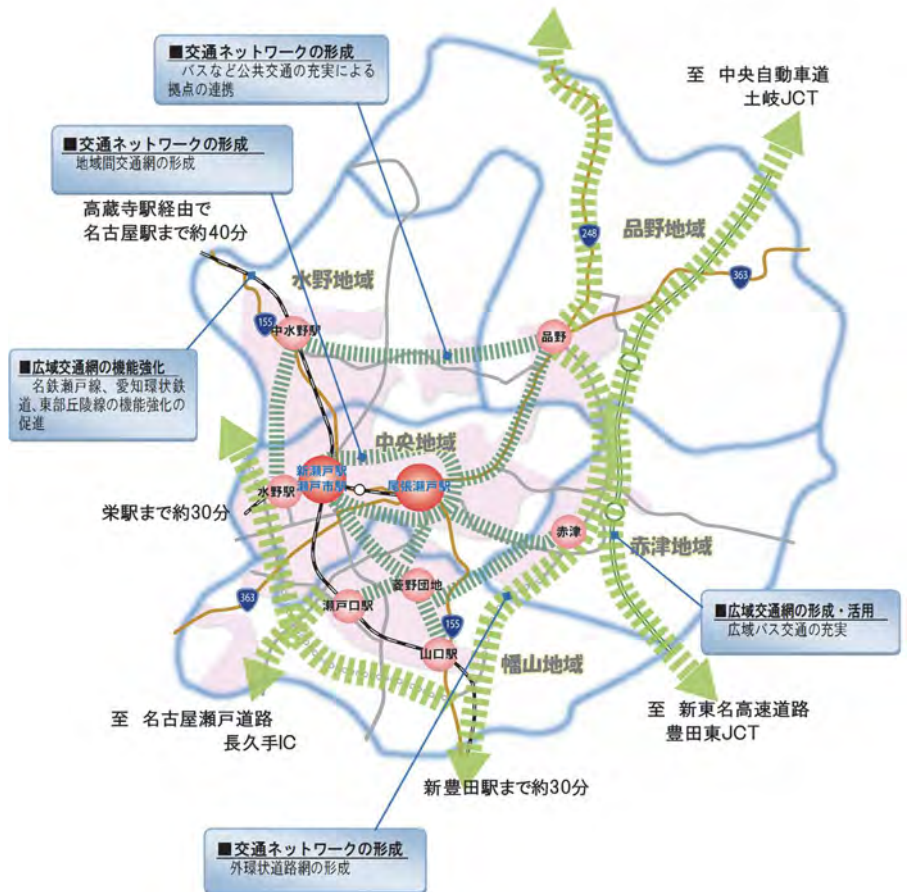 ■交通ネットワークの形成
バスなど公共交通の充実による
拠点の連携
至 中央自動車道
土岐JCT
■交通ネットワークの形成
地域間交通網の形成
高蔵寺駅経由で
名古屋駅まで約40分
248
品野地域
363
水野地域
155
中水野駅
品野
■広域交通網の機能強化
名鉄瀬戸線、愛知環状鉄
道、東部丘陵線の機能強化の
促進
中央地域
新瀬戸駅
瀬戸市駅
尾張瀬戸駅
水野駅
栄駅まで約30分
赤津
赤津地域
菱野団地
363
瀬戸口駅
155
■広域交通網の形成・活用
広域バス交通の充実
山口駅
幡山地域
至 名古屋瀬戸道路
長久手IC
至 新東名高速道路
豊田東JCT
新豊田駅まで約30分
■交通ネットワークの形成
外環状道路網の形成